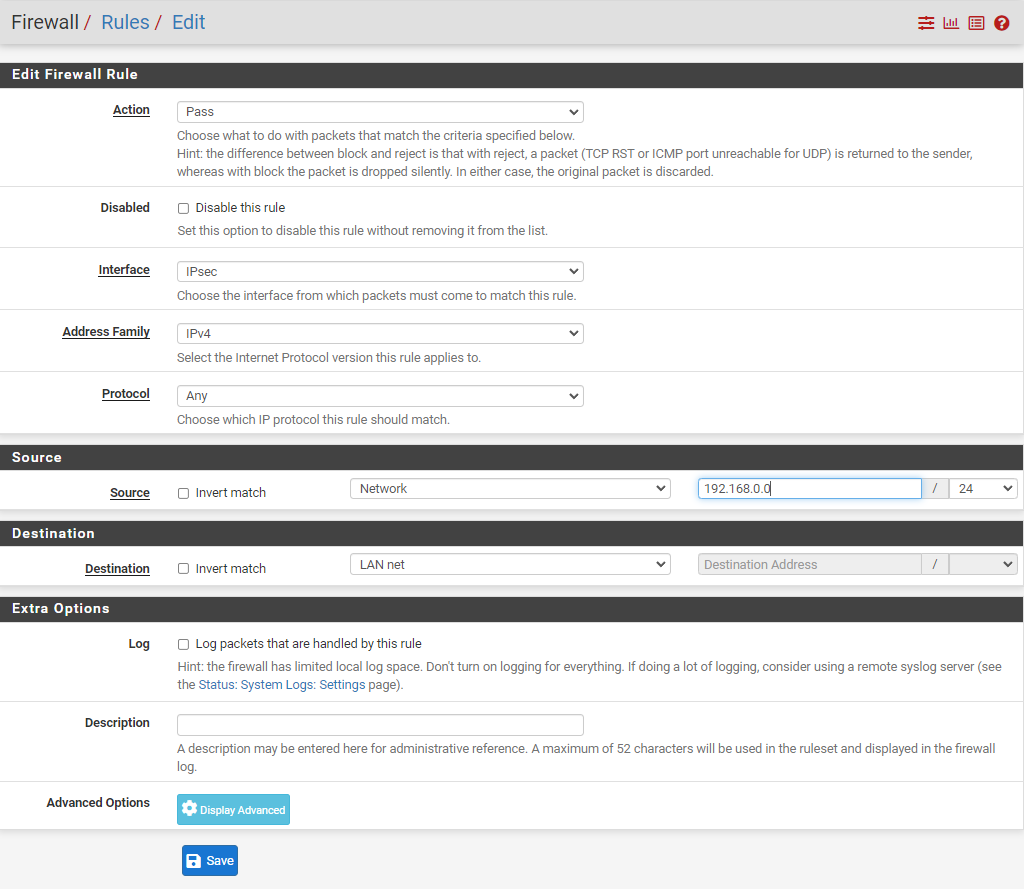 Firewall / Rules / Edit
Edit Firewall Rule
Action
Pass
Choose what to do with packets that match the criteria specified below.
Hint: the difference between block and reject is that with reject, a packet (TCP RST or ICMP port unreachable for UDP) is returned to the sender,
whereas with block the packet is dropped silently. In either case, the original packet is discarded.
Disabled
Disable this rule
Set this option to disable this rule without removing it from the list.
Interface
IPsec
Choose the interface from which packets must come to match this rule.
Address Family
IPv4
Select the Internet Protocol version this rule applies to.
Protocol
Any
Choose which IP protocol this rule should match.
Source
Source Invert match Network 192.168.0.0 / 24
Destination
Destination Invert match LAN net Destination Address /
Extra Options
Log
Log packets that are handled by this rule
Hint: the firewall has limited local log space. Don't turn on logging for everything. If doing a lot of logging, consider using a remote syslog server (see
the Status: System Logs: Settings page).
Description
A description may be entered here for administrative reference. A maximum of 52 characters will be used in the ruleset and displayed in the firewall
log.
Advanced Options
Display Advanced
Save